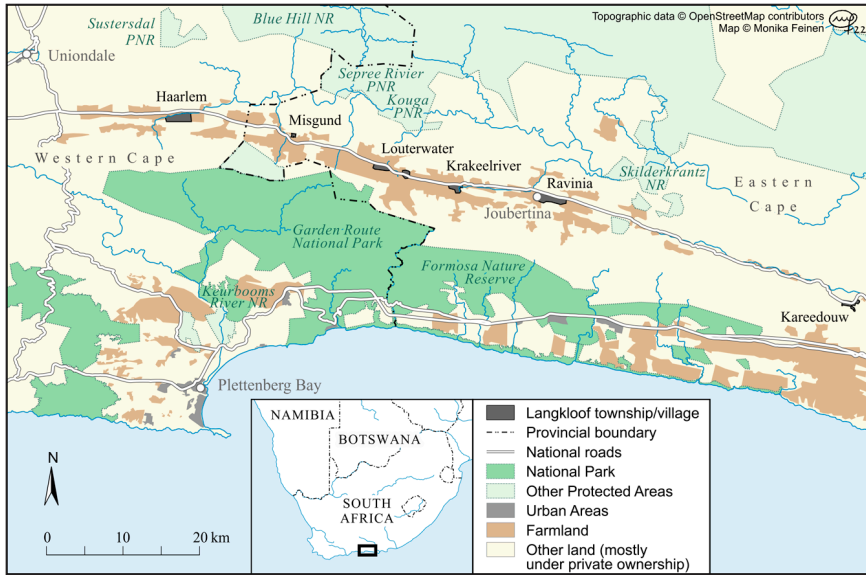 Topographic data © OpenStreetMap contributors
Map © Monika Feinen
Sustersdal
PNR
Blue Hill NR
Uniondale
Sepree Rivier
PNR
Kouga
PNR
Haarlem
Misgund
Louterwater
Krakeelriver
Ravinia
Joubertina
Skilderkrantz
NR
Western Cape
Eastern
Cape
Garden Route
National Park
Formosa Nature
Reserve
Keurbooms
River NR
Kareedouw
Plettenberg Bay
N
0 10 20 km
NAMIBIA
BOTSWANA
SOUTH
AFRICA
Langkloof township/village
Provincial boundary
National roads
National Park
Other Protected Areas
Urban Areas
Farmland
Other land (mostly
under private ownership)